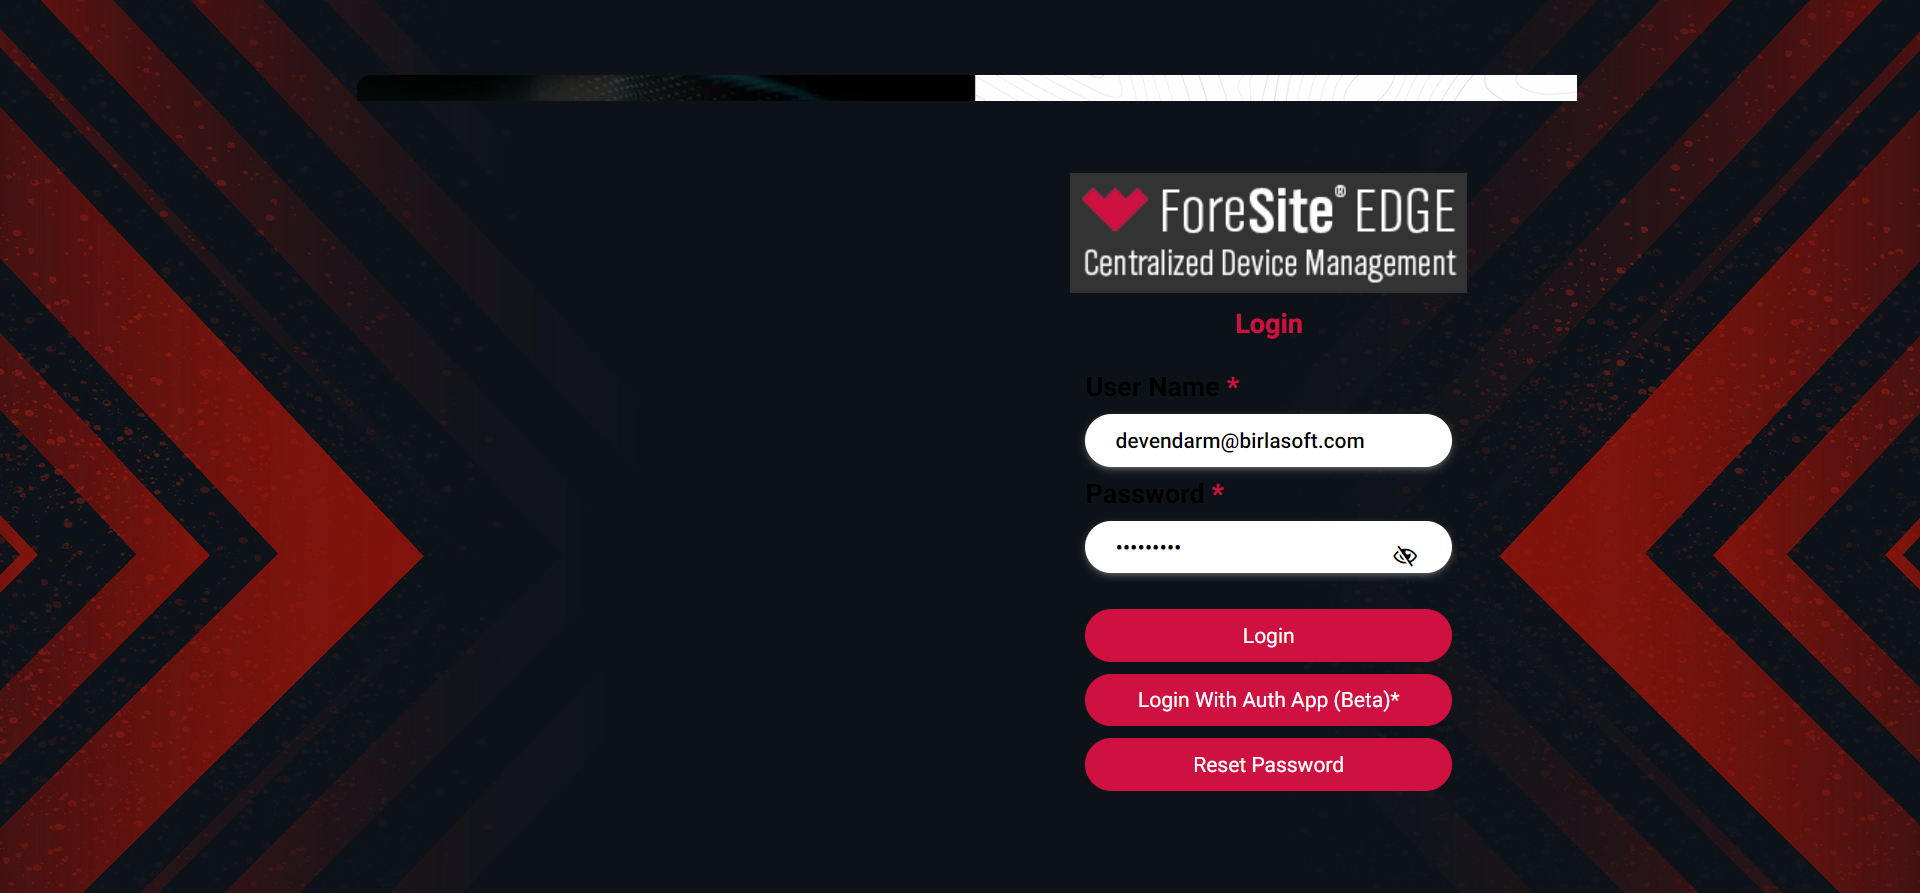 ForeSite® EDGE
Centralized Device Management
Login
User Name *
devendarm@birlasoft.com
Password *
•••••••••
Login
Login With Auth App (Beta)*
Reset Password